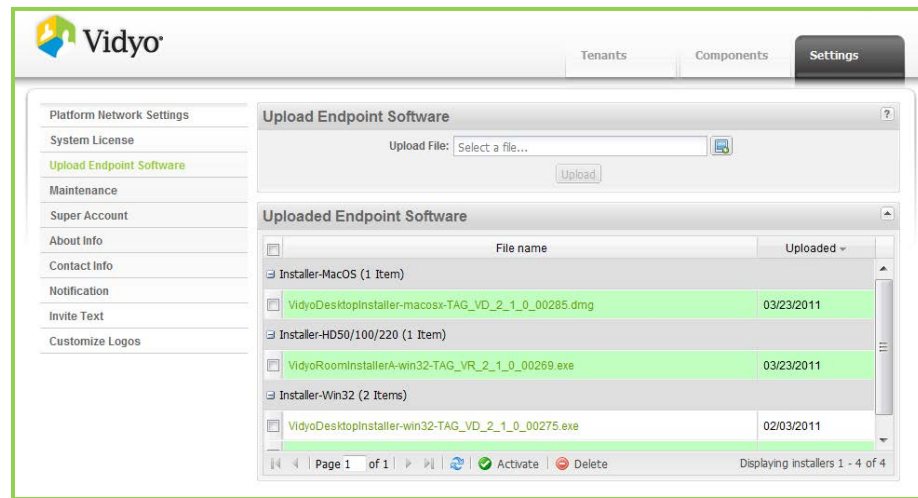 Vidyo
Tenants Components Settings
Platform Network Settings
System License
Upload Endpoint Software
Maintenance
Super Account
About Info
Contact Info
Notification
Invite Text
Customize Logos
Upload Endpoint Software ?
Upload File: Select a file...
Upload
Uploaded Endpoint Software
File name Uploaded
Installer-MacOS (1 Item)
VidyoDesktopInstaller-macosx-TAG_VD_2_1_0_00285.dmg 03/23/2011
Installer-HD50/100/220 (1 Item)
VidyoRoomInstallerA-win32-TAG_VR_2_1_0_00269.exe 03/23/2011
Installer-Win32 (2 Items)
VidyoDesktopInstaller-win32-TAG_VD_2_1_0_00275.exe 02/03/2011
Page 1 of 1 Activate Delete Displaying installers 1 - 4 of 4